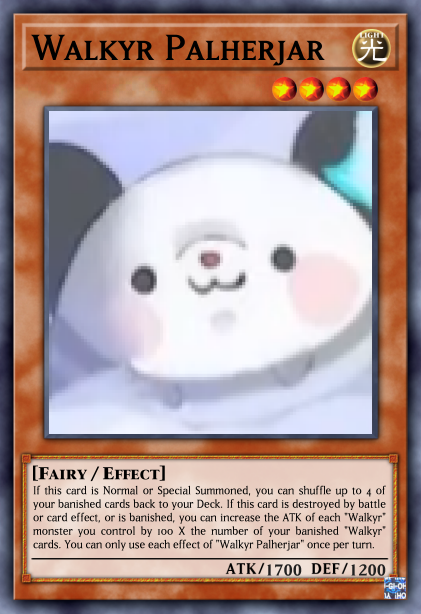 Walkyr Palherjar
LIGHT
光
[Fairy / Effect]
If this card is Normal or Special Summoned, you can shuffle up to 4 of
your banished cards back to your Deck. If this card is destroyed by battle
or card effect, or is banished, you can increase the ATK of each "Walkyr"
monster you control by 100 X the number of your banished "Walkyr"
cards. You can only use each effect of "Walkyr Palherjar" once per turn.
ATK/1700 DEF/1200